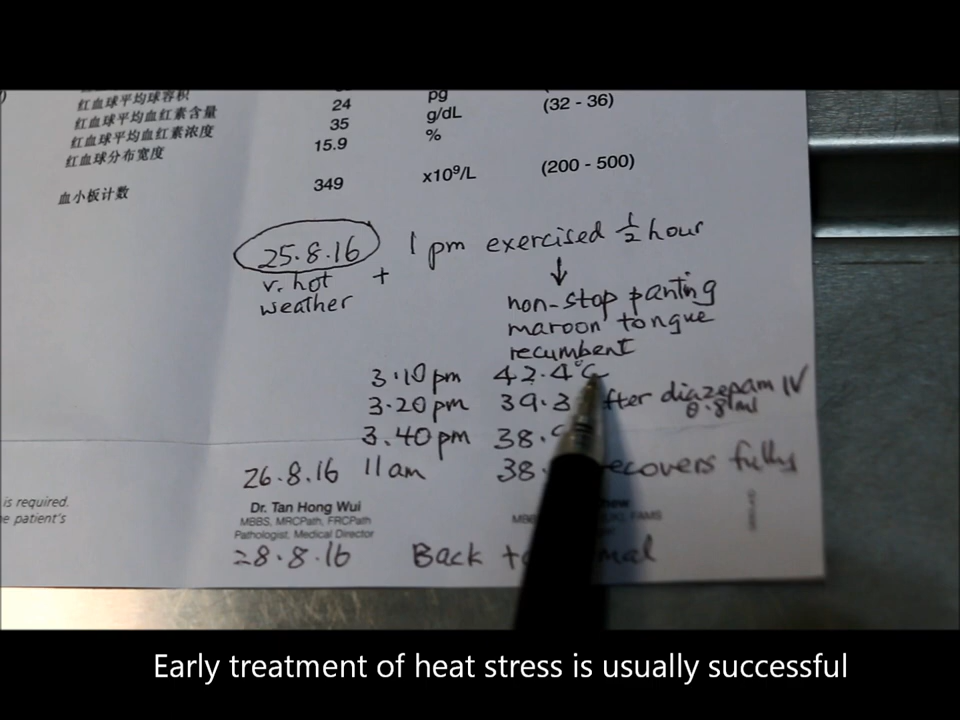 红血球平均球容积 pg
红血球平均血红素含量 24 g/dL (32 - 36)
红血球平均血红素浓度 35 %
红血球分布宽度 15.9
血小板计数 349 x10⁹/L (200 - 500)
25.8.16 + 1 pm exercised ½ hour
v. hot
weather
↓
non-stop panting
maroon tongue
recumbent
3.10 pm 42.4°C
3.20 pm 39.3 after diazepam IV
0.8 ml
3.40 pm 38.
26.8.16 11 am 38. recovers fully
is required.
patient's
Dr. Tan Hong Wui
MBBS, MRCPath, FRCPath
Pathologist, Medical Director
FAMS
28.8.16 Back
Early treatment of heat stress is usually successful